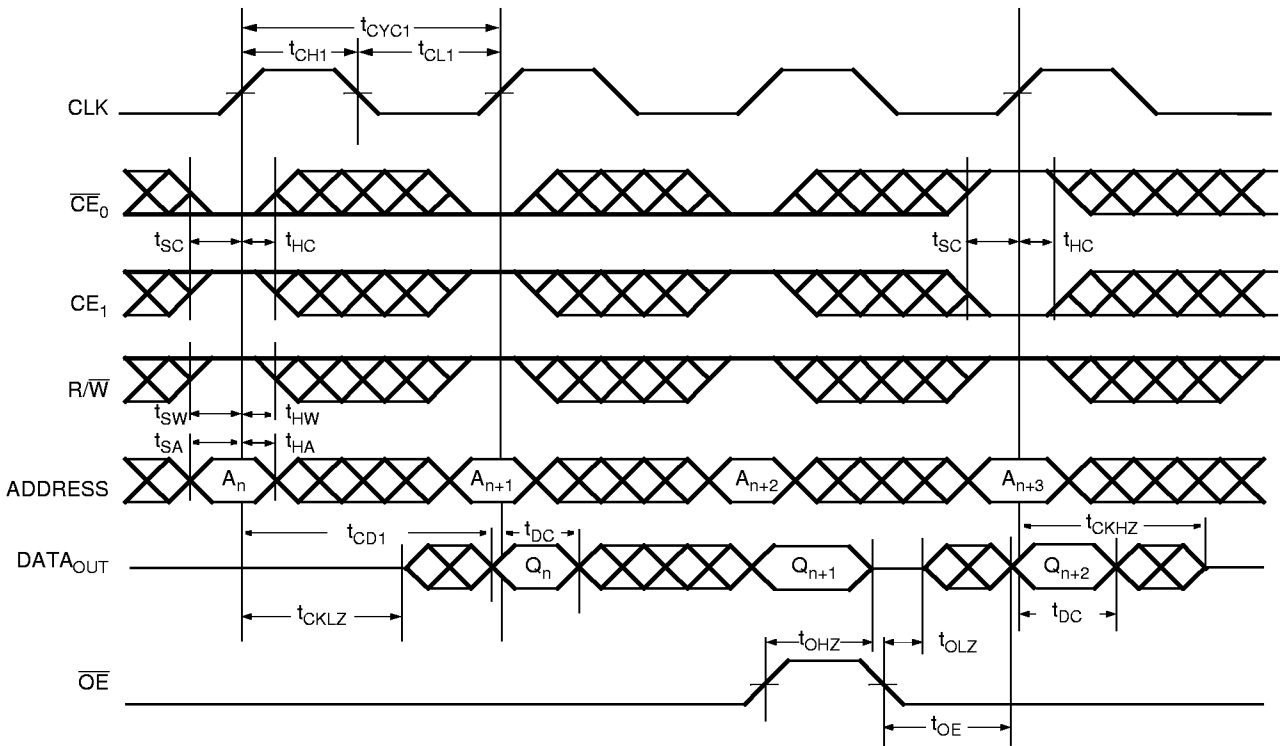 tCYC1
tCH1 tCL1
CLK
CE0
tSC tHC tSC tHC
CE1
R/W
tSW tHW
tSA tHA
ADDRESS An An+1 An+2 An+3
tCD1 tDC tCKHZ
DATAOUT Qn Qn+1 Qn+2
tCKLZ tDC
tOHZ tOLZ
OE
tOE